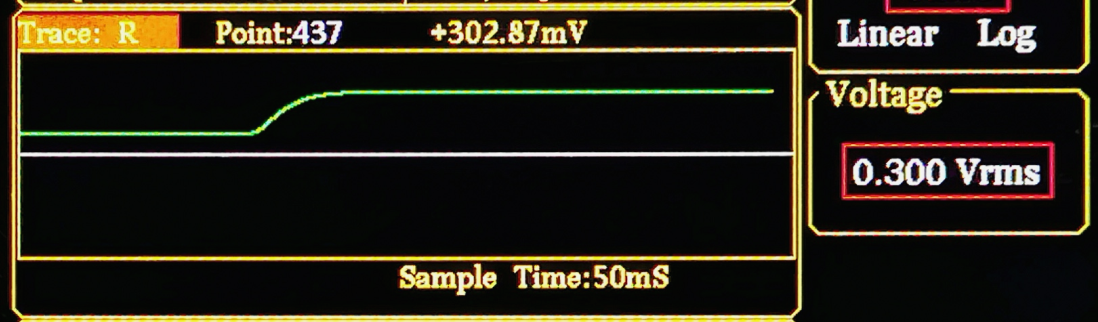 Trace: R Point:437 +302.87mV
Linear Log
Voltage
0.300 Vrms
Sample Time:50mS